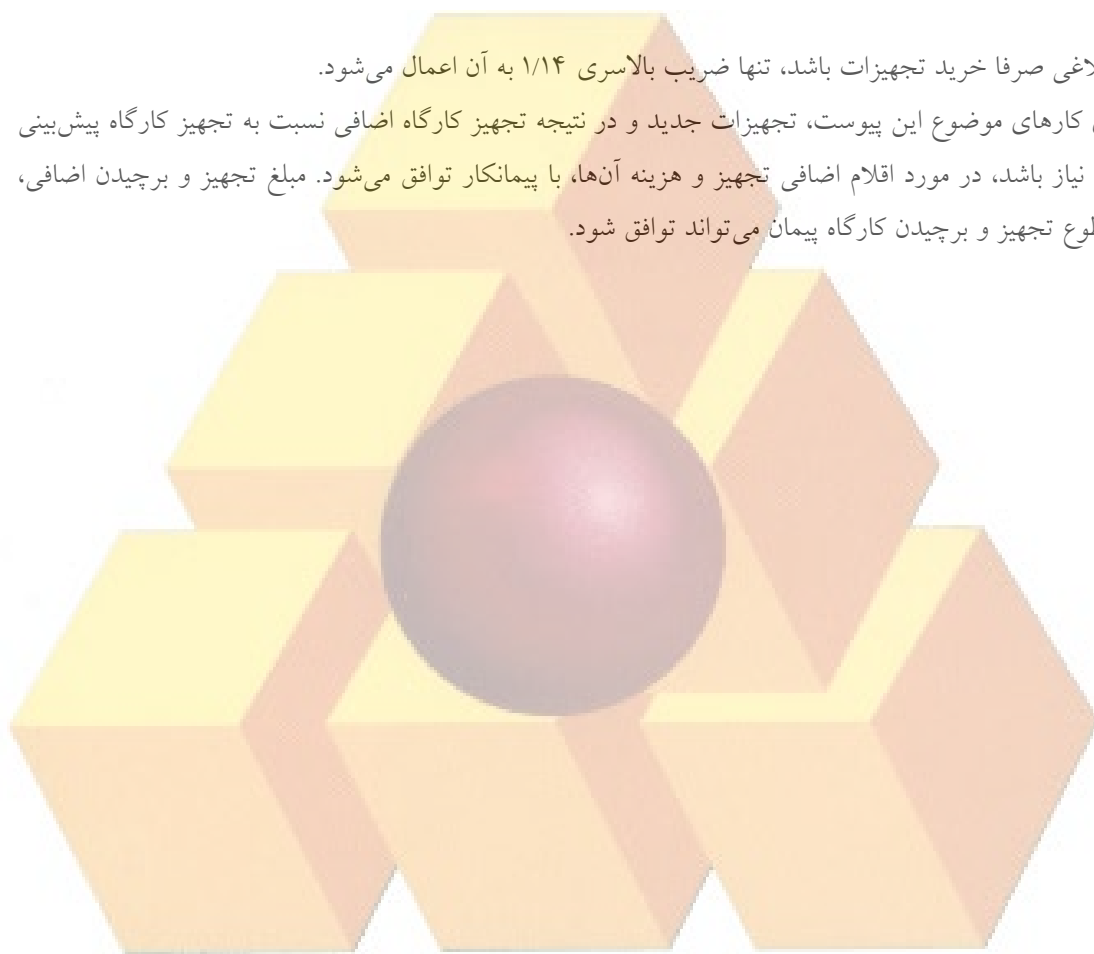 صرفا خرید تجهیزات باشد، تنها ضریب بالاسری ۱/۱۴ به آن اعمال می‌شود.
کارهای موضوع این پیوست، تجهیزات جدید و در نتیجه تجهیز کارگاه اضافی نسبت به تجهیز کارگاه پیش‌بینی
نیاز باشد، در مورد اقلام اضافی تجهیز و هزینه آن‌ها، با پیمانکار توافق می‌شود. مبلغ تجهیز و برچیدن اضافی،
تجهیز و برچیدن کارگاه پیمان می‌تواند توافق شود.